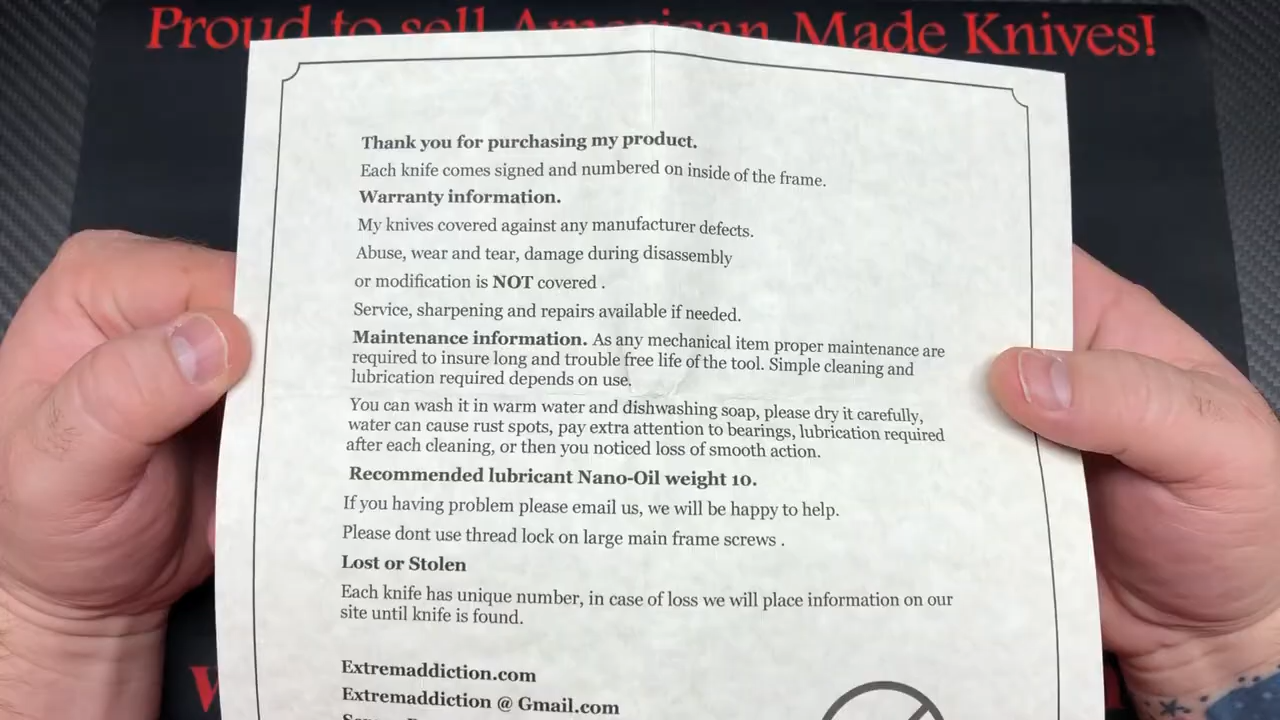 Proud to sell American Made Knives!
Thank you for purchasing my product.
Each knife comes signed and numbered on inside of the frame.
Warranty information.
My knives covered against any manufacturer defects.
Abuse, wear and tear, damage during disassembly
or modification is NOT covered .
Service, sharpening and repairs available if needed.
Maintenance information. As any mechanical item proper maintenance are
required to insure long and trouble free life of the tool. Simple cleaning and
lubrication required depends on use.
You can wash it in warm water and dishwashing soap, please dry it carefully,
water can cause rust spots, pay extra attention to bearings, lubrication required
after each cleaning, or then you noticed loss of smooth action.
Recommended lubricant Nano-Oil weight 10.
If you having problem please email us, we will be happy to help.
Please dont use thread lock on large main frame screws .
Lost or Stolen
Each knife has unique number, in case of loss we will place information on our
site until knife is found.
Extremaddiction.com
Extremaddiction @ Gmail.com